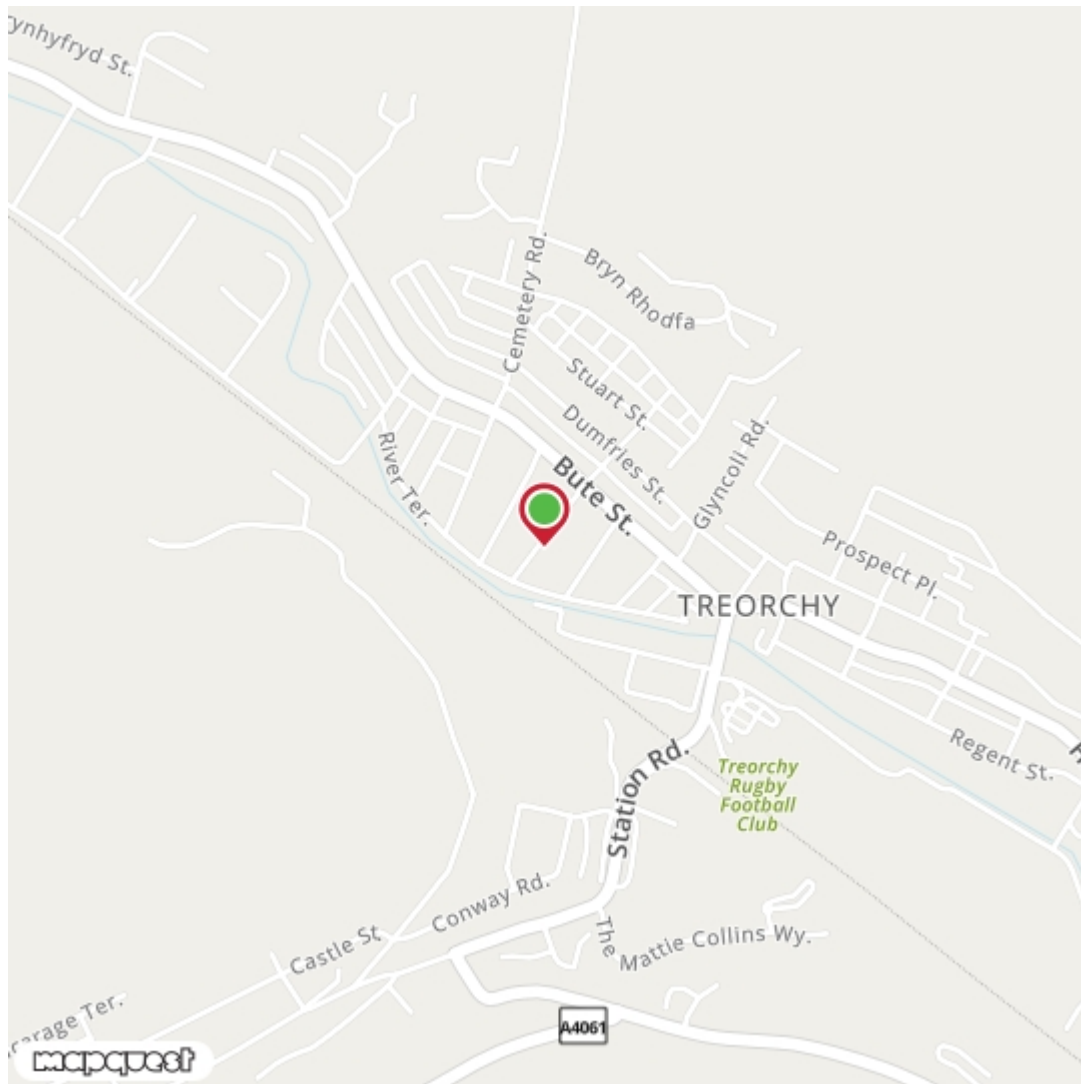 ynhyfryd St.
Cemetery Rd.
Bryn Rhodfa
Stuart St.
Dumfries St.
River Ter.
Bute St.
Glyncoli Rd.
Prospect Pl.
TREORCHY
Regent St.
Station Rd.
Treorchy
Rugby
Football
Club
Conway Rd.
Castle St
The Mattie Collins Wy.
carage Ter.
A4061
mapquest